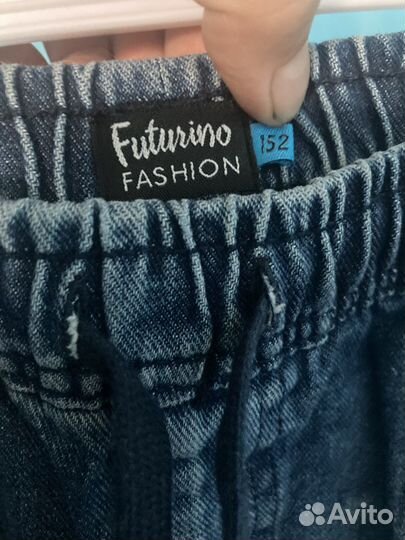 Futurino
FASHION
152
Avito